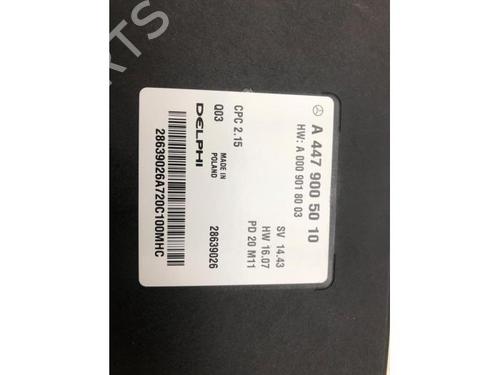 A 447 900 50 10
HW: A 000 901 80 03
SV 14.43
HW 16.07
PD 20 M11
CPC 2.15
Q03
MADE IN
POLAND
28639026
DELPHI
28639026A720C100MHC